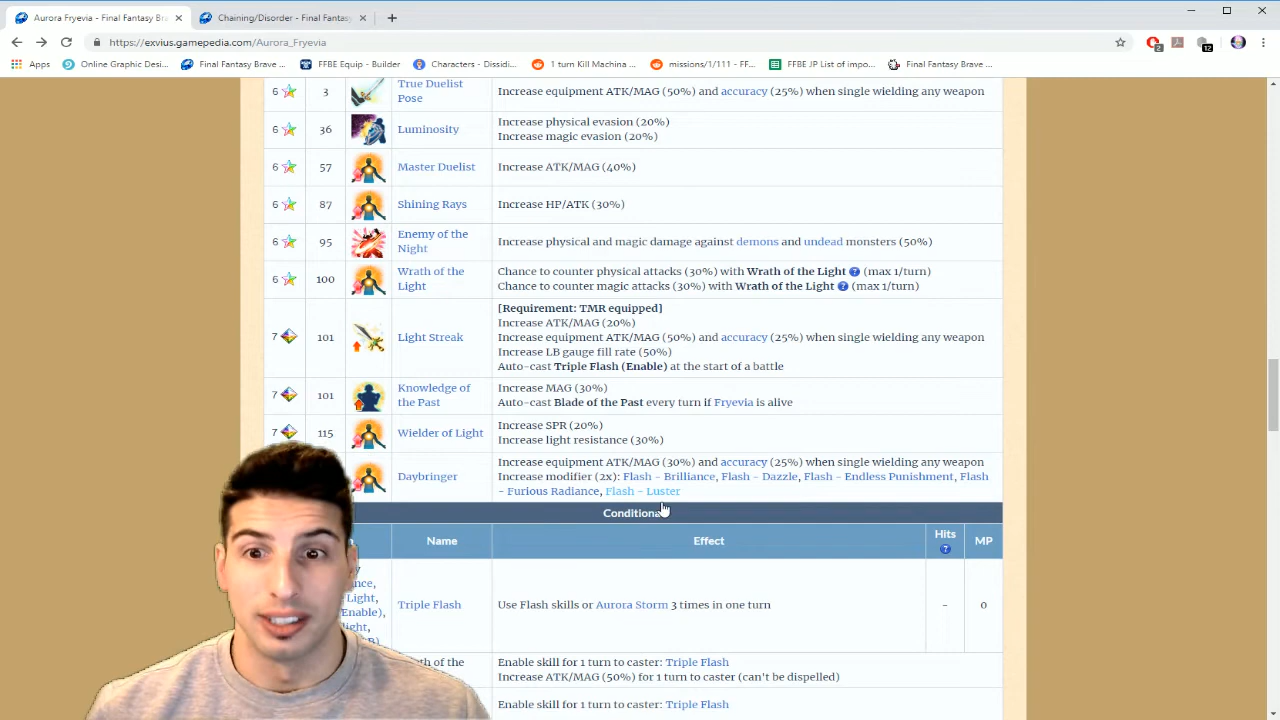 Aurora Fryevia - Final Fantasy Br
Chaining/Disorder - Final Fantasy
https://exvius.gamepedia.com/Aurora_Fryevia
2
12
Apps
Online Graphic Desi...
Final Fantasy Brave ...
FFBE Equip - Builder
Characters - Dissidi...
1 turn Kill Machina ...
missions/1/111 - FF...
FFBE JP List of impo...
Final Fantasy Brave ...
6 3 True Duelist Pose Increase equipment ATK/MAG (50%) and accuracy (25%) when single wielding any weapon
6 36 Luminosity Increase physical evasion (20%)
Increase magic evasion (20%)
6 57 Master Duelist Increase ATK/MAG (40%)
6 87 Shining Rays Increase HP/ATK (30%)
6 95 Enemy of the Night Increase physical and magic damage against demons and undead monsters (50%)
6 100 Wrath of the Light Chance to counter physical attacks (30%) with Wrath of the Light ? (max 1/turn)
Chance to counter magic attacks (30%) with Wrath of the Light ? (max 1/turn)
7 101 Light Streak [Requirement: TMR equipped]
Increase ATK/MAG (20%)
Increase equipment ATK/MAG (50%) and accuracy (25%) when single wielding any weapon
Increase LB gauge fill rate (50%)
Auto-cast Triple Flash (Enable) at the start of a battle
7 101 Knowledge of the Past Increase MAG (30%)
Auto-cast Blade of the Past every turn if Fryevia is alive
7 115 Wielder of Light Increase SPR (20%)
Increase light resistance (30%)
Daybringer Increase equipment ATK/MAG (30%) and accuracy (25%) when single wielding any weapon
Increase modifier (2x): Flash - Brilliance, Flash - Dazzle, Flash - Endless Punishment, Flash
- Furious Radiance, Flash - Luster
Conditional
Name Effect Hits ? MP
Light,
Enable),
Triple Flash Use Flash skills or Aurora Storm 3 times in one turn - 0
of the Enable skill for 1 turn to caster: Triple Flash
Increase ATK/MAG (50%) for 1 turn to caster (can't be dispelled)
Enable skill for 1 turn to caster: Triple Flash